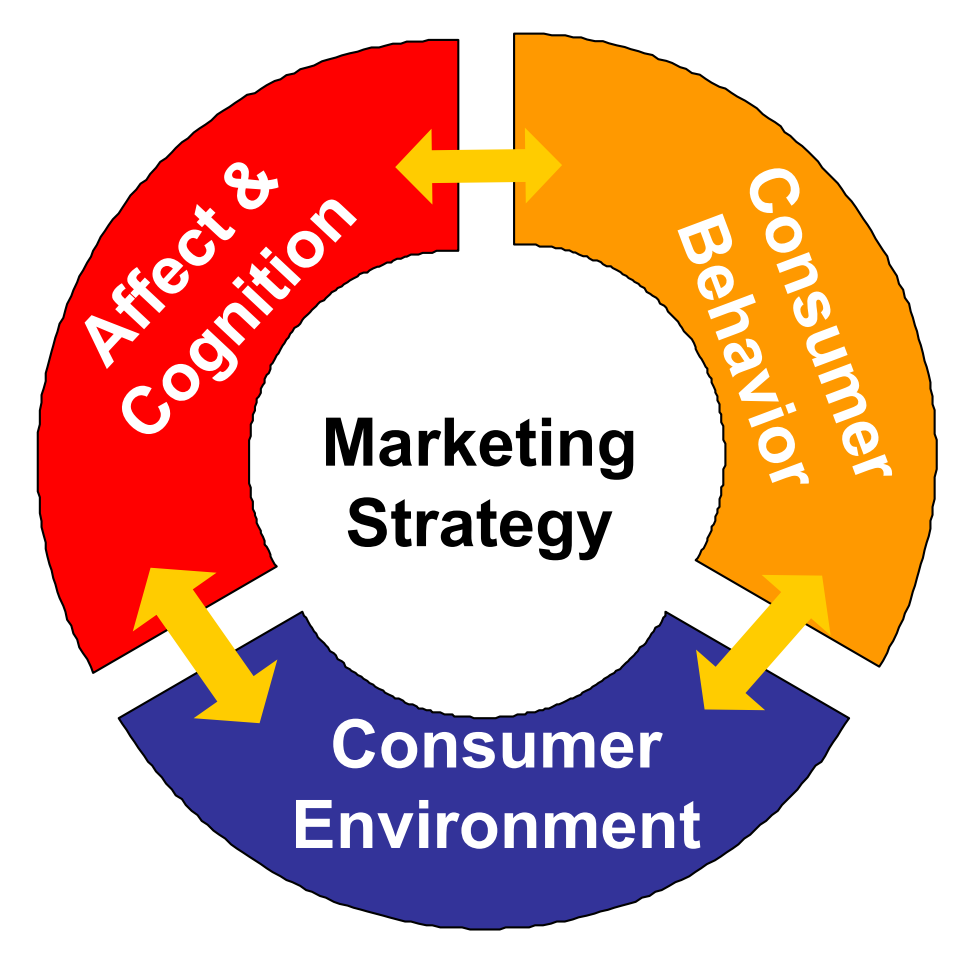 Affect &
Cognition
Consumer
Behavior
Marketing
Strategy
Consumer
Environment